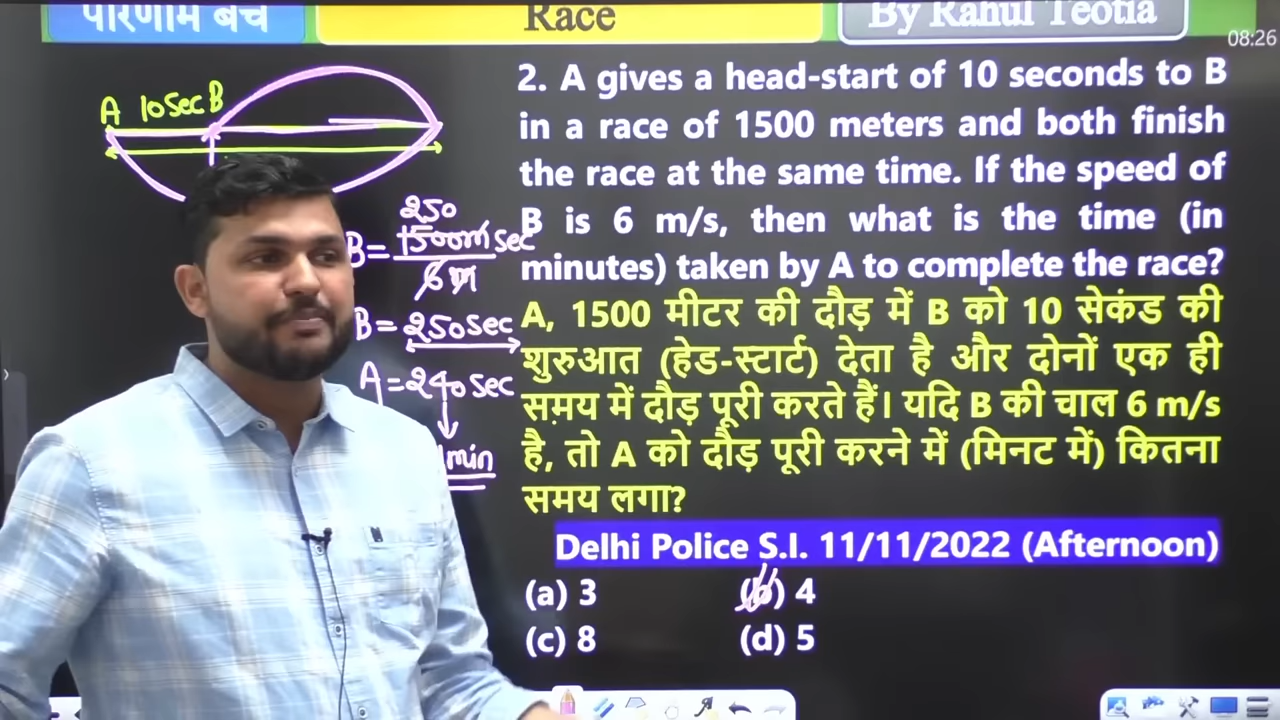 परिणाम बैच
Race
By Rahul Teotia
08:26
A 10 Sec B
2. A gives a head-start of 10 seconds to B
in a race of 1500 meters and both finish
the race at the same time. If the speed of
B is 6 m/s, then what is the time (in
minutes) taken by A to complete the race?
250
B = 1500m sec
6 m
B = 250 sec
A = 240 sec
min
A, 1500 मीटर की दौड़ में B को 10 सेकंड की
शुरुआत (हेड-स्टार्ट) देता है और दोनों एक ही
समय में दौड़ पूरी करते हैं। यदि B की चाल 6 m/s
है, तो A को दौड़ पूरी करने में (मिनट में) कितना
समय लगा?
Delhi Police S.I. 11/11/2022 (Afternoon)
(a) 3 (b) 4
(c) 8 (d) 5